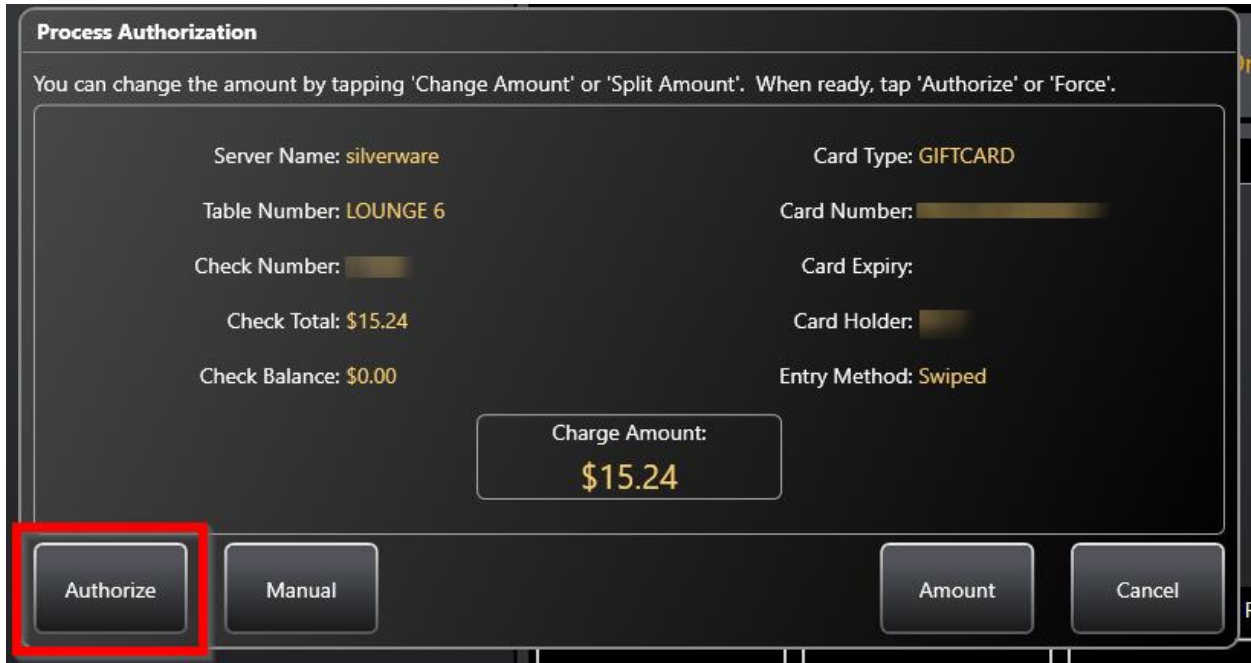 Process Authorization
You can change the amount by tapping 'Change Amount' or 'Split Amount'.  When ready, tap 'Authorize' or 'Force'.
Server Name: silverware
Table Number: LOUNGE 6
Check Number:
Check Total: $15.24
Check Balance: $0.00
Card Type: GIFTCARD
Card Number:
Card Expiry:
Card Holder:
Entry Method: Swiped
Charge Amount:
$15.24
Authorize
Manual
Amount
Cancel